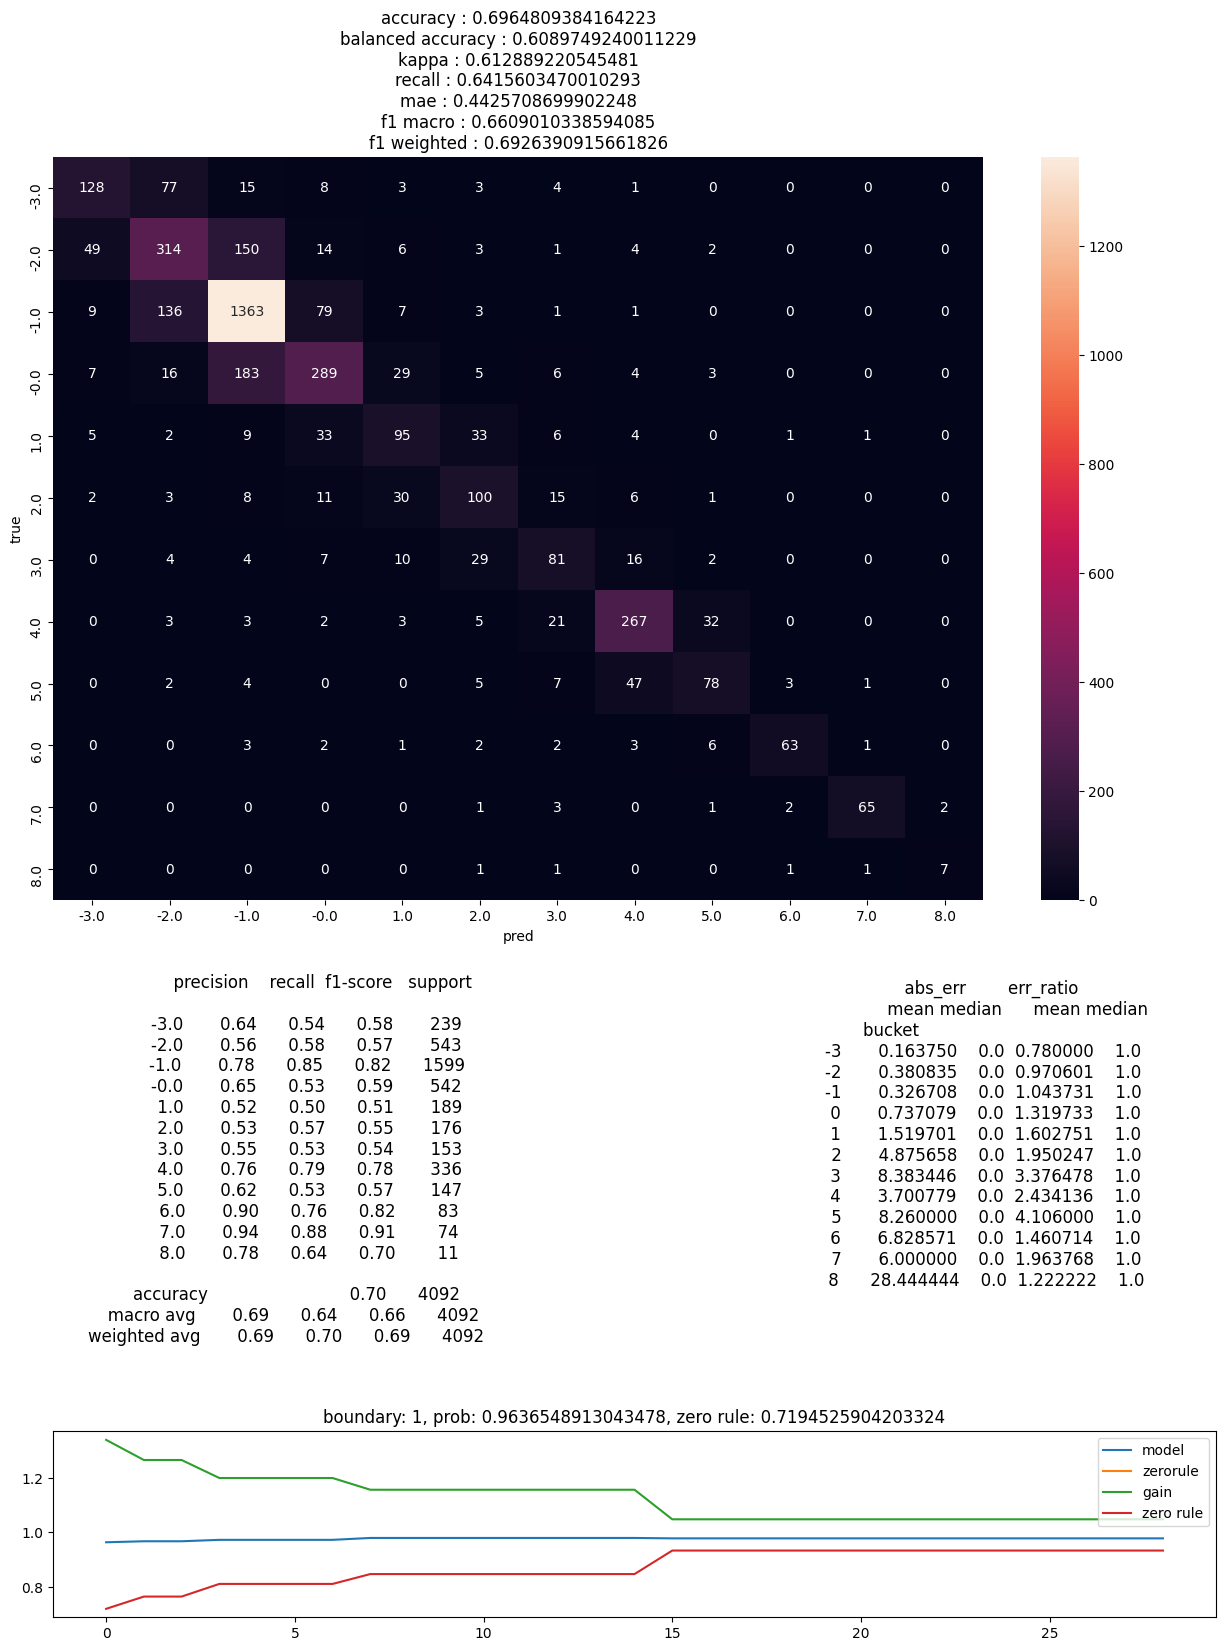 accuracy : 0.6964809384164223
balanced accuracy : 0.6089749240011229
kappa : 0.612889220545481
recall : 0.6415603470010293
mae : 0.4425708699902248
f1 macro : 0.6609010338594085
f1 weighted : 0.6926390915661826
-3.0 128 77 15 8 3 3 4 1 0 0 0 0
-2.0 49 314 150 14 6 3 1 4 2 0 0 0
-1.0 9 136 1363 79 7 3 1 1 0 0 0 0
-0.0 7 16 183 289 29 5 6 4 3 0 0 0
1.0 5 2 9 33 95 33 6 4 0 1 1 0
2.0 2 3 8 11 30 100 15 6 1 0 0 0
3.0 0 4 4 7 10 29 81 16 2 0 0 0
4.0 0 3 3 2 3 5 21 267 32 0 0 0
5.0 0 2 4 0 0 5 7 47 78 3 1 0
6.0 0 0 3 2 1 2 2 3 6 63 1 0
7.0 0 0 0 0 0 1 3 0 1 2 65 2
8.0 0 0 0 0 0 1 1 0 0 1 1 7
true
-3.0 -2.0 -1.0 -0.0 1.0 2.0 3.0 4.0 5.0 6.0 7.0 8.0
pred
1200
1000
800
600
400
200
0
precision recall f1-score support
-3.0 0.64 0.54 0.58 239
-2.0 0.56 0.58 0.57 543
-1.0 0.78 0.85 0.82 1599
-0.0 0.65 0.53 0.59 542
1.0 0.52 0.50 0.51 189
2.0 0.53 0.57 0.55 176
3.0 0.55 0.53 0.54 153
4.0 0.76 0.79 0.78 336
5.0 0.62 0.53 0.57 147
6.0 0.90 0.76 0.82 83
7.0 0.94 0.88 0.91 74
8.0 0.78 0.64 0.70 11
accuracy 0.70 4092
macro avg 0.69 0.64 0.66 4092
weighted avg 0.69 0.70 0.69 4092
abs_err err_ratio
mean median mean median
bucket
-3 0.163750 0.0 0.780000 1.0
-2 0.380835 0.0 0.970601 1.0
-1 0.326708 0.0 1.043731 1.0
0 0.737079 0.0 1.319733 1.0
1 1.519701 0.0 1.602751 1.0
2 4.875658 0.0 1.950247 1.0
3 8.383446 0.0 3.376478 1.0
4 3.700779 0.0 2.434136 1.0
5 8.260000 0.0 4.106000 1.0
6 6.828571 0.0 1.460714 1.0
7 6.000000 0.0 1.963768 1.0
8 28.444444 0.0 1.222222 1.0
boundary: 1, prob: 0.9636548913043478, zero rule: 0.7194525904203324
1.2
1.0
0.8
model
zerorule
gain
zero rule
0 5 10 15 20 25